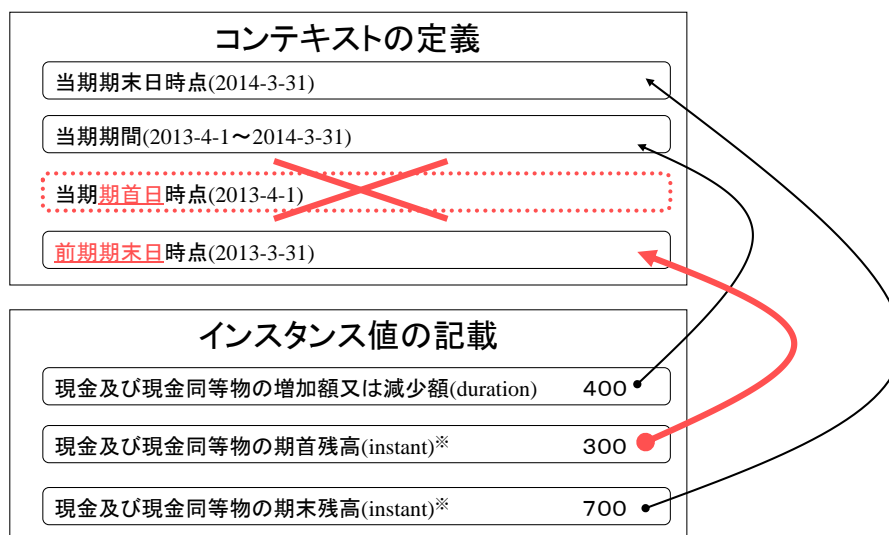 コンテキストの定義
当期期末日時点(2014-3-31)
当期期間(2013-4-1～2014-3-31)
当期期首日時点(2013-4-1)
前期期末日時点(2013-3-31)
インスタンス値の記載
現金及び現金同等物の増加額又は減少額(duration) 400
現金及び現金同等物の期首残高(instant)※ 300
現金及び現金同等物の期末残高(instant)※ 700